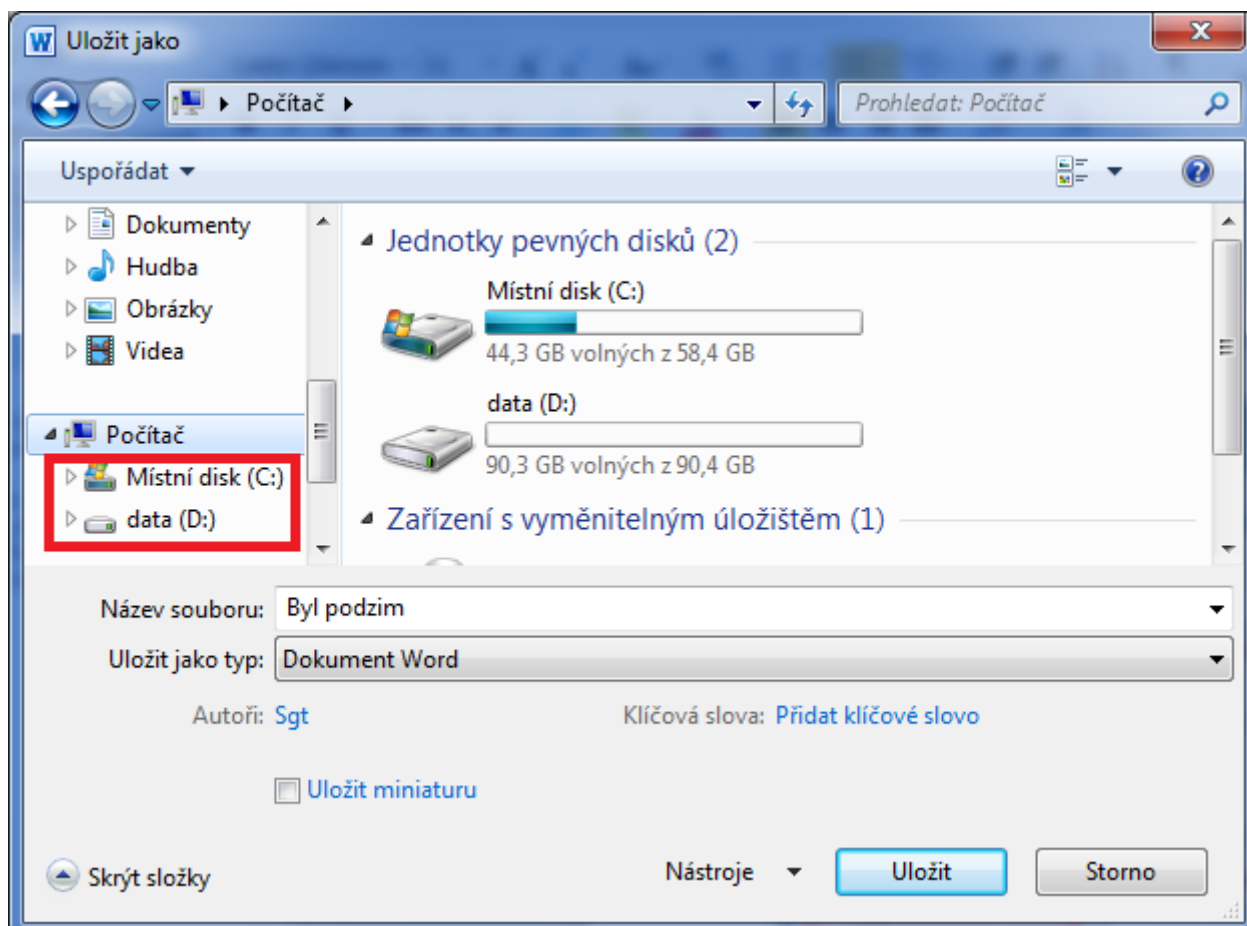 Uložit jako
Počítač
Prohledat: Počítač
Uspořádat
Dokumenty
Hudba
Obrázky
Videa
Počítač
Místní disk (C:)
data (D:)
Jednotky pevných disků (2)
Místní disk (C:)
44,3 GB volných z 58,4 GB
data (D:)
90,3 GB volných z 90,4 GB
Zařízení s vyměnitelným úložištěm (1)
Název souboru: Byl podzim
Uložit jako typ: Dokument Word
Autoři: Sgt Klíčová slova: Přidat klíčové slovo
Uložit miniaturu
Skrýt složky Nástroje Uložit Storno